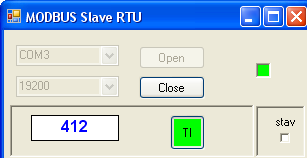 MODBUS Slave RTU
COM3 Open
19200 Close
412 TI stav